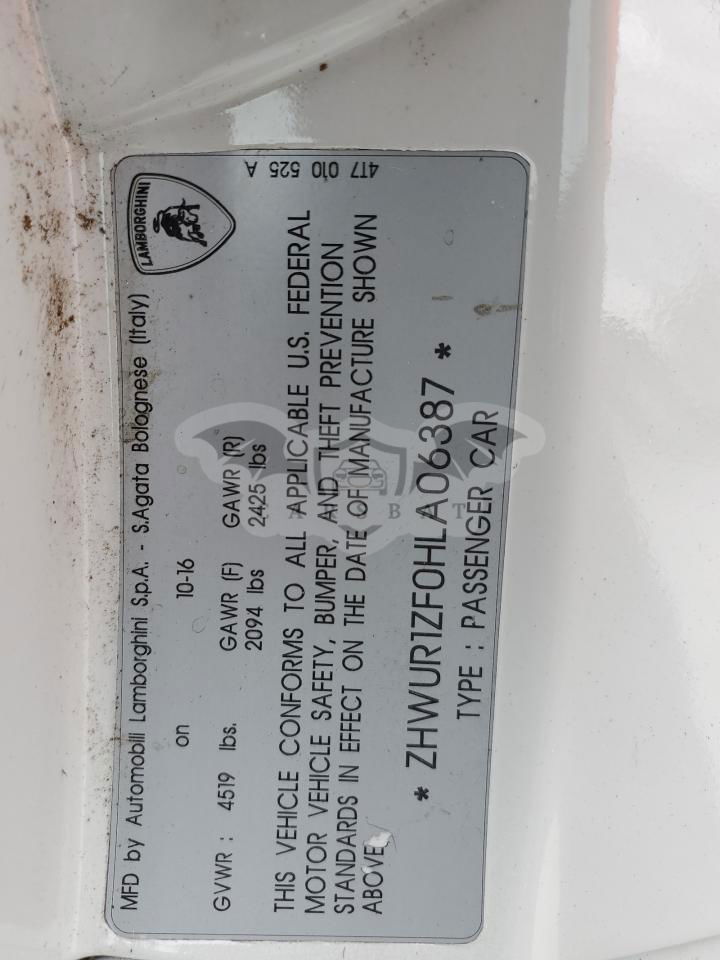 MFD by Automobili Lamborghini S.p.A. - S.Agata Bolognese (Italy)
LAMBORGHINI
on 10-16
GVWR : 4519 lbs. GAWR (F) GAWR (R)
2094 lbs 2425 lbs
THIS VEHICLE CONFORMS TO ALL APPLICABLE U.S. FEDERAL
MOTOR VEHICLE SAFETY, BUMPER, AND THEFT PREVENTION
STANDARDS IN EFFECT ON THE DATE OF MANUFACTURE SHOWN
ABOVE
* ZHWUR1ZF0HLA06387 *
TYPE : PASSENGER CAR
4T7 010 525 A